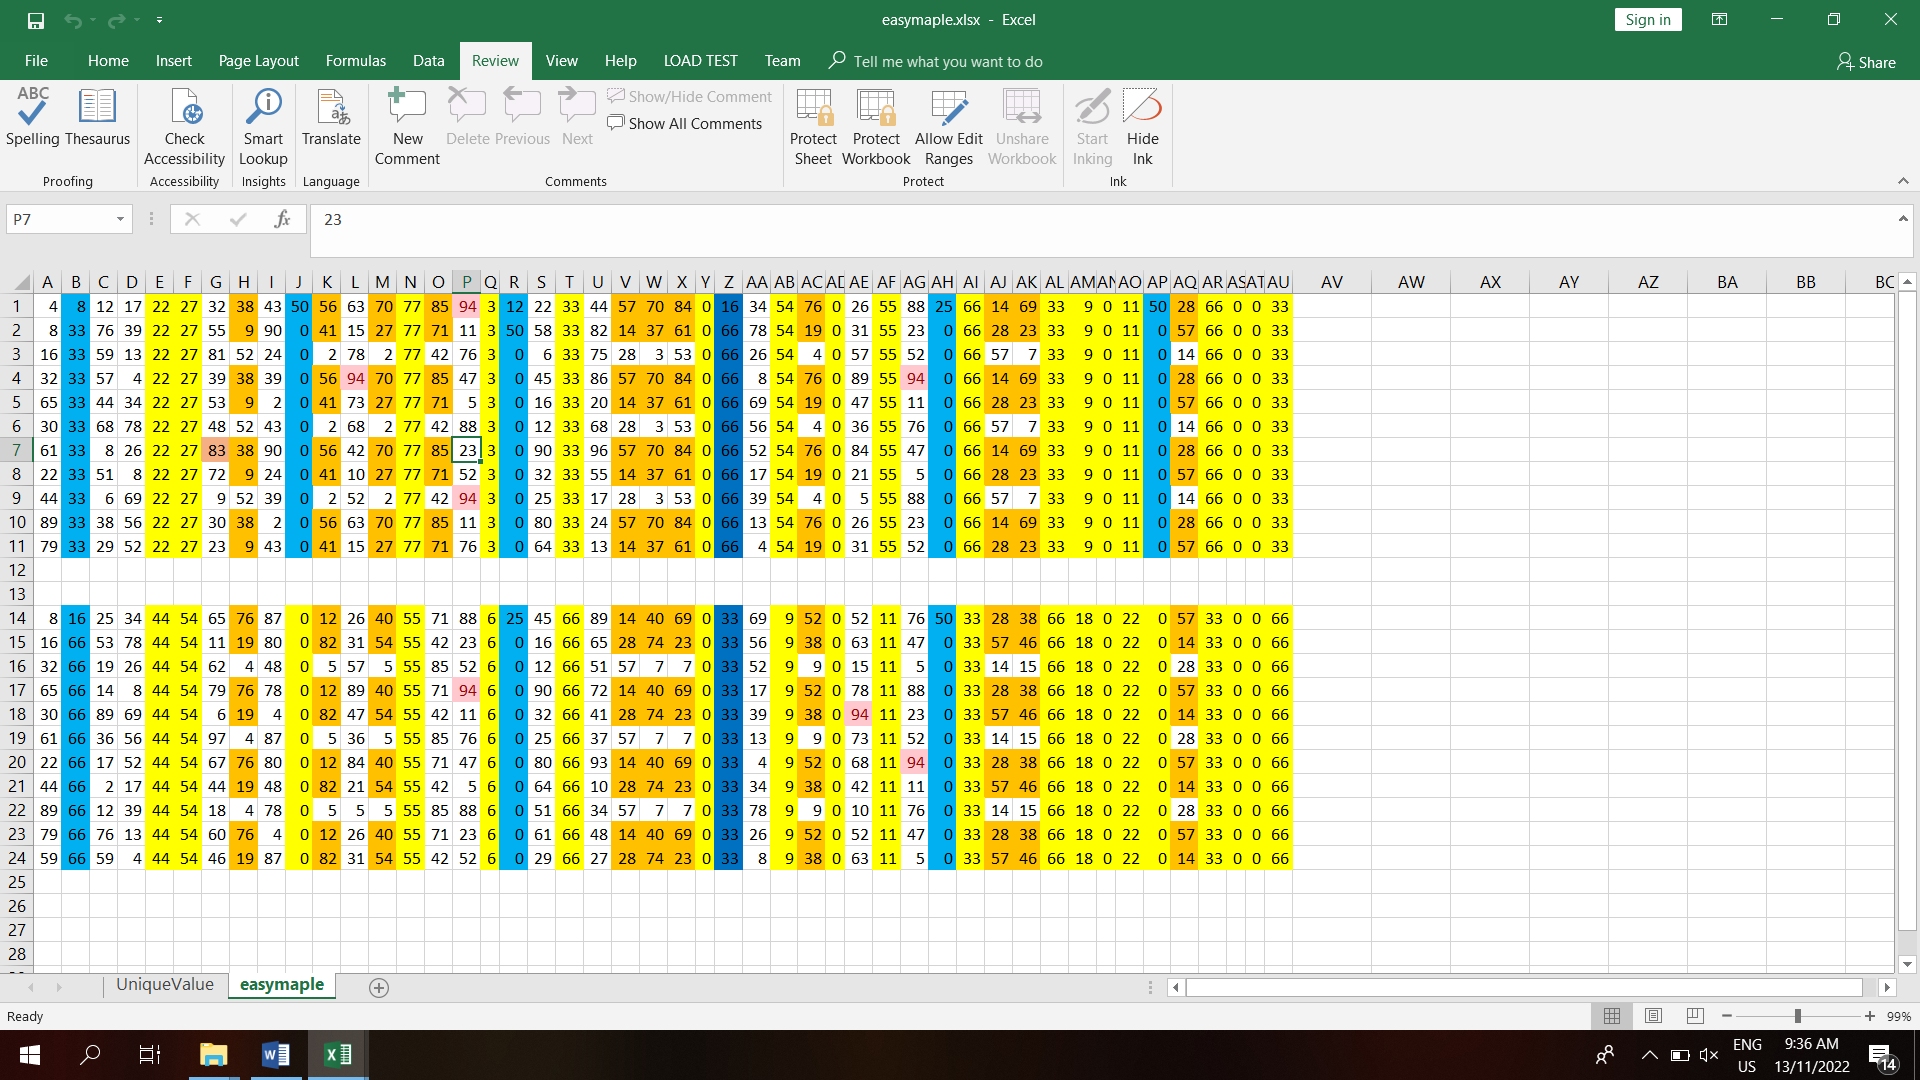 easymaple.xlsx - Excel
Sign in
File Home Insert Page Layout Formulas Data Review View Help LOAD TEST Team Tell me what you want to do Share
ABC
Spelling Thesaurus Check Accessibility Smart Lookup Translate New Comment Delete Previous Next Show/Hide Comment Show All Comments Protect Sheet Protect Workbook Allow Edit Ranges Unshare Workbook Start Inking Hide Ink
Proofing Accessibility Insights Language Comments Protect Ink
P7 fx 23
A B C D E F G H I J K L M N O P Q R S T U V W X Y Z AA AB AC AD AE AF AG AH AI AJ AK AL AM AN AO AP AQ AR AS AT AU AV AW AX AY AZ BA BB BC
1 4 8 12 17 22 27 32 38 43 50 56 63 70 77 85 94 3 12 22 33 44 57 70 84 0 16 34 54 76 0 26 55 88 25 66 14 69 33 9 0 11 50 28 66 0 0 33
2 8 33 76 39 22 27 55 9 90 0 41 15 27 77 71 11 3 50 58 33 82 14 37 61 0 66 78 54 19 0 31 55 23 0 66 28 23 33 9 0 11 0 57 66 0 0 33
3 16 33 59 13 22 27 81 52 24 0 2 78 2 77 42 76 3 0 6 33 75 28 3 53 0 66 26 54 4 0 57 55 52 0 66 57 7 33 9 0 11 0 14 66 0 0 33
4 32 33 57 4 22 27 39 38 39 0 56 94 70 77 85 47 3 0 45 33 86 57 70 84 0 66 8 54 76 0 89 55 94 0 66 14 69 33 9 0 11 0 28 66 0 0 33
5 65 33 44 34 22 27 53 9 2 0 41 73 27 77 71 5 3 0 16 33 20 14 37 61 0 66 69 54 19 0 47 55 11 0 66 28 23 33 9 0 11 0 57 66 0 0 33
6 30 33 68 78 22 27 48 52 43 0 2 68 2 77 42 88 3 0 12 33 68 28 3 53 0 66 56 54 4 0 36 55 76 0 66 57 7 33 9 0 11 0 14 66 0 0 33
7 61 33 8 26 22 27 83 38 90 0 56 42 70 77 85 23 3 0 90 33 96 57 70 84 0 66 52 54 76 0 84 55 47 0 66 14 69 33 9 0 11 0 28 66 0 0 33
8 22 33 51 8 22 27 72 9 24 0 41 10 27 77 71 52 3 0 32 33 55 14 37 61 0 66 17 54 19 0 21 55 5 0 66 28 23 33 9 0 11 0 57 66 0 0 33
9 44 33 6 69 22 27 9 52 39 0 2 52 2 77 42 94 3 0 25 33 17 28 3 53 0 66 39 54 4 0 5 55 88 0 66 57 7 33 9 0 11 0 14 66 0 0 33
10 89 33 38 56 22 27 30 38 2 0 56 63 70 77 85 11 3 0 80 33 24 57 70 84 0 66 13 54 76 0 26 55 23 0 66 14 69 33 9 0 11 0 28 66 0 0 33
11 79 33 29 52 22 27 23 9 43 0 41 15 27 77 71 76 3 0 64 33 13 14 37 61 0 66 4 54 19 0 31 55 52 0 66 28 23 33 9 0 11 0 57 66 0 0 33
12
13
14 8 16 25 34 44 54 65 76 87 0 12 26 40 55 71 88 6 25 45 66 89 14 40 69 0 33 69 9 52 0 52 11 76 50 33 28 38 66 18 0 22 0 57 33 0 0 66
15 16 66 53 78 44 54 11 19 80 0 82 31 54 55 42 23 6 0 16 66 65 28 74 23 0 33 56 9 38 0 63 11 47 0 33 57 46 66 18 0 22 0 14 33 0 0 66
16 32 66 19 26 44 54 62 4 48 0 5 57 5 55 85 52 6 0 12 66 51 57 7 7 0 33 52 9 9 0 15 11 5 0 33 14 15 66 18 0 22 0 28 33 0 0 66
17 65 66 14 8 44 54 79 76 78 0 12 89 40 55 71 94 6 0 90 66 72 14 40 69 0 33 17 9 52 0 78 11 88 0 33 28 38 66 18 0 22 0 57 33 0 0 66
18 30 66 89 69 44 54 6 19 4 0 82 47 54 55 42 11 6 0 32 66 41 28 74 23 0 33 39 9 38 0 94 11 23 0 33 57 46 66 18 0 22 0 14 33 0 0 66
19 61 66 36 56 44 54 97 4 87 0 5 36 5 55 85 76 6 0 25 66 37 57 7 7 0 33 13 9 9 0 73 11 52 0 33 14 15 66 18 0 22 0 28 33 0 0 66
20 22 66 17 52 44 54 67 76 80 0 12 84 40 55 71 47 6 0 80 66 93 14 40 69 0 33 4 9 52 0 68 11 94 0 33 28 38 66 18 0 22 0 57 33 0 0 66
21 44 66 2 17 44 54 44 19 48 0 82 21 54 55 42 5 6 0 64 66 10 28 74 23 0 33 34 9 38 0 42 11 11 0 33 57 46 66 18 0 22 0 14 33 0 0 66
22 89 66 12 39 44 54 18 4 78 0 5 5 5 55 85 88 6 0 51 66 34 57 7 7 0 33 78 9 9 0 10 11 76 0 33 14 15 66 18 0 22 0 28 33 0 0 66
23 79 66 76 13 44 54 60 76 4 0 12 26 40 55 71 23 6 0 61 66 48 14 40 69 0 33 26 9 52 0 52 11 47 0 33 28 38 66 18 0 22 0 57 33 0 0 66
24 59 66 59 4 44 54 46 19 87 0 82 31 54 55 42 52 6 0 29 66 27 28 74 23 0 33 8 9 38 0 63 11 5 0 33 57 46 66 18 0 22 0 14 33 0 0 66
25
26
27
28
UniqueValue easymaple
Ready 99%
ENG US 9:36 AM 13/11/2022 14